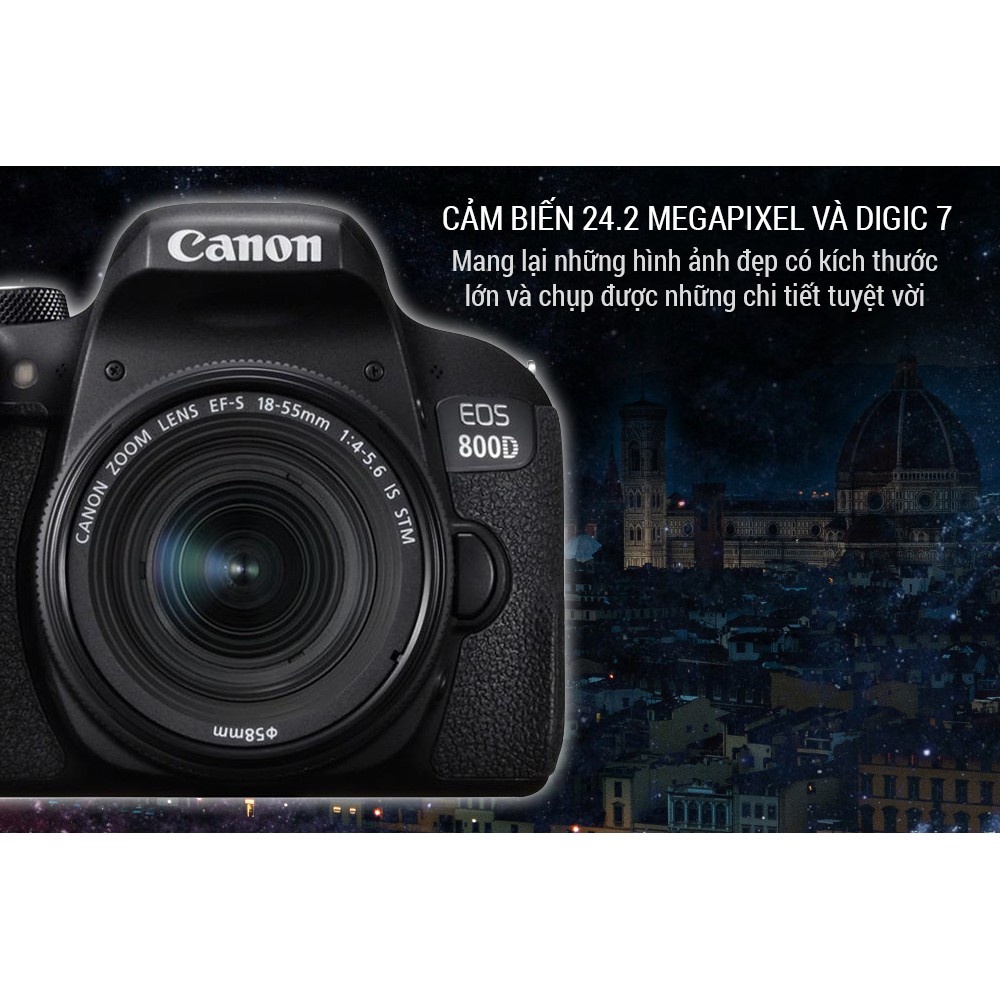 CẢM BIẾN 24.2 MEGAPIXEL VÀ DIGIC 7
Mang lại những hình ảnh đẹp có kích thước
lớn và chụp được những chi tiết tuyệt vời
Canon
EOS
800D
CANON ZOOM LENS EF-S 18-55mm 1:4-5.6 IS STM
φ58mm